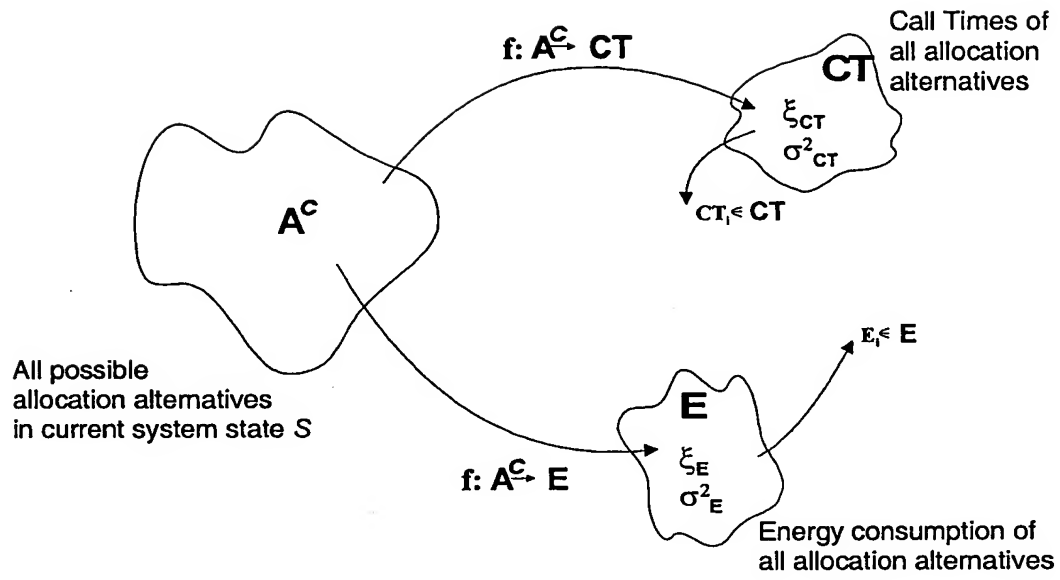 Call Times of
all allocation
alternatives
f: A^C → CT
CT
ξ_CT
σ²_CT
CT_i ∈ CT
A^C
All possible
allocation alternatives
in current system state S
E_i ∈ E
E
ξ_E
σ²_E
f: A^C → E
Energy consumption of
all allocation alternatives